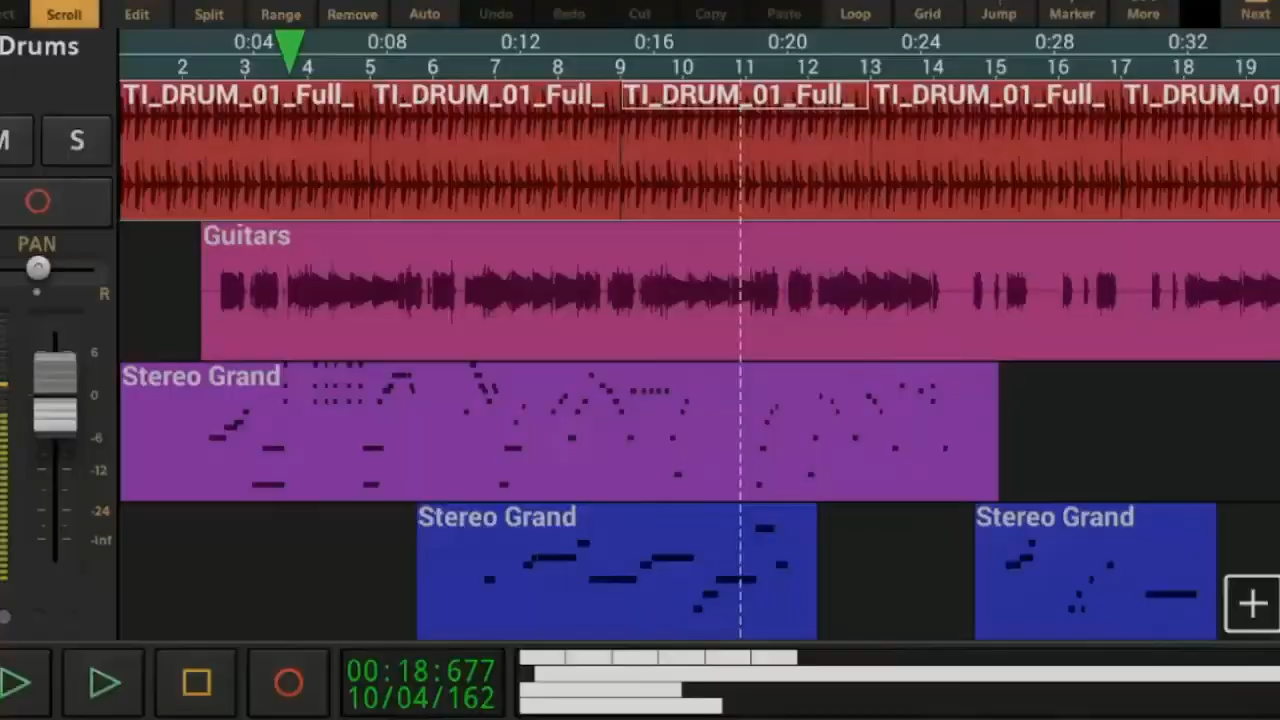 Scroll Edit Split Range Remove Auto Undo Redo Cut Copy Paste Loop Grid Jump Marker More Next
Drums
0:04 0:08 0:12 0:16 0:20 0:24 0:28 0:32
2 3 4 5 6 7 8 9 10 11 12 13 14 15 16 17 18 19
TI_DRUM_01_Full_ TI_DRUM_01_Full_ TI_DRUM_01_Full_ TI_DRUM_01_Full_ TI_DRUM_01
M S
Guitars
PAN
R
6
0
-6
-12
-24
-inf
Stereo Grand
Stereo Grand Stereo Grand
00:18:677
10/04/162